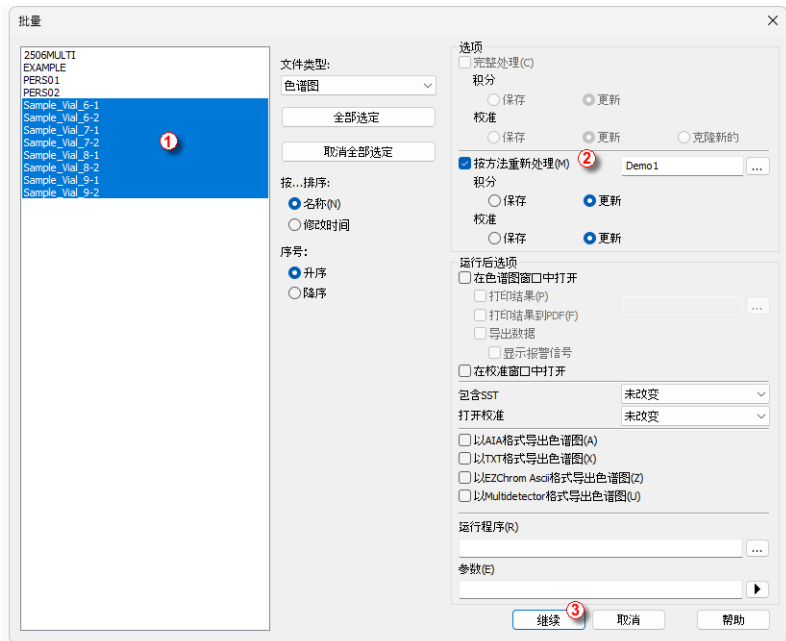 批量
2506MULTI
EXAMPLE
PERS01
PERS02
Sample_Vial_6-1
Sample_Vial_6-2
Sample_Vial_7-1
Sample_Vial_7-2
Sample_Vial_8-1
Sample_Vial_8-2
Sample_Vial_9-1
Sample_Vial_9-2
1
文件类型:
色谱图
全部选定
取消全部选定
按...排序:
名称(N)
修改时间
序号:
升序
降序
选项
完整处理(C)
积分
保存 更新
校准
保存 更新 克隆新的
按方法重新处理(M) 2 Demo1 ...
积分
保存 更新
校准
保存 更新
运行后选项
在色谱图窗口中打开
打印结果(P) ...
打印结果到PDF(F)
导出数据
显示报警信号
在校准窗口中打开
包含SST 未改变
打开校准 未改变
以AIA格式导出色谱图(A)
以TXT格式导出色谱图(X)
以EZChrom Ascii格式导出色谱图(Z)
以Multidetector格式导出色谱图(U)
运行程序(R)
...
参数(E)
继续 3 取消 帮助